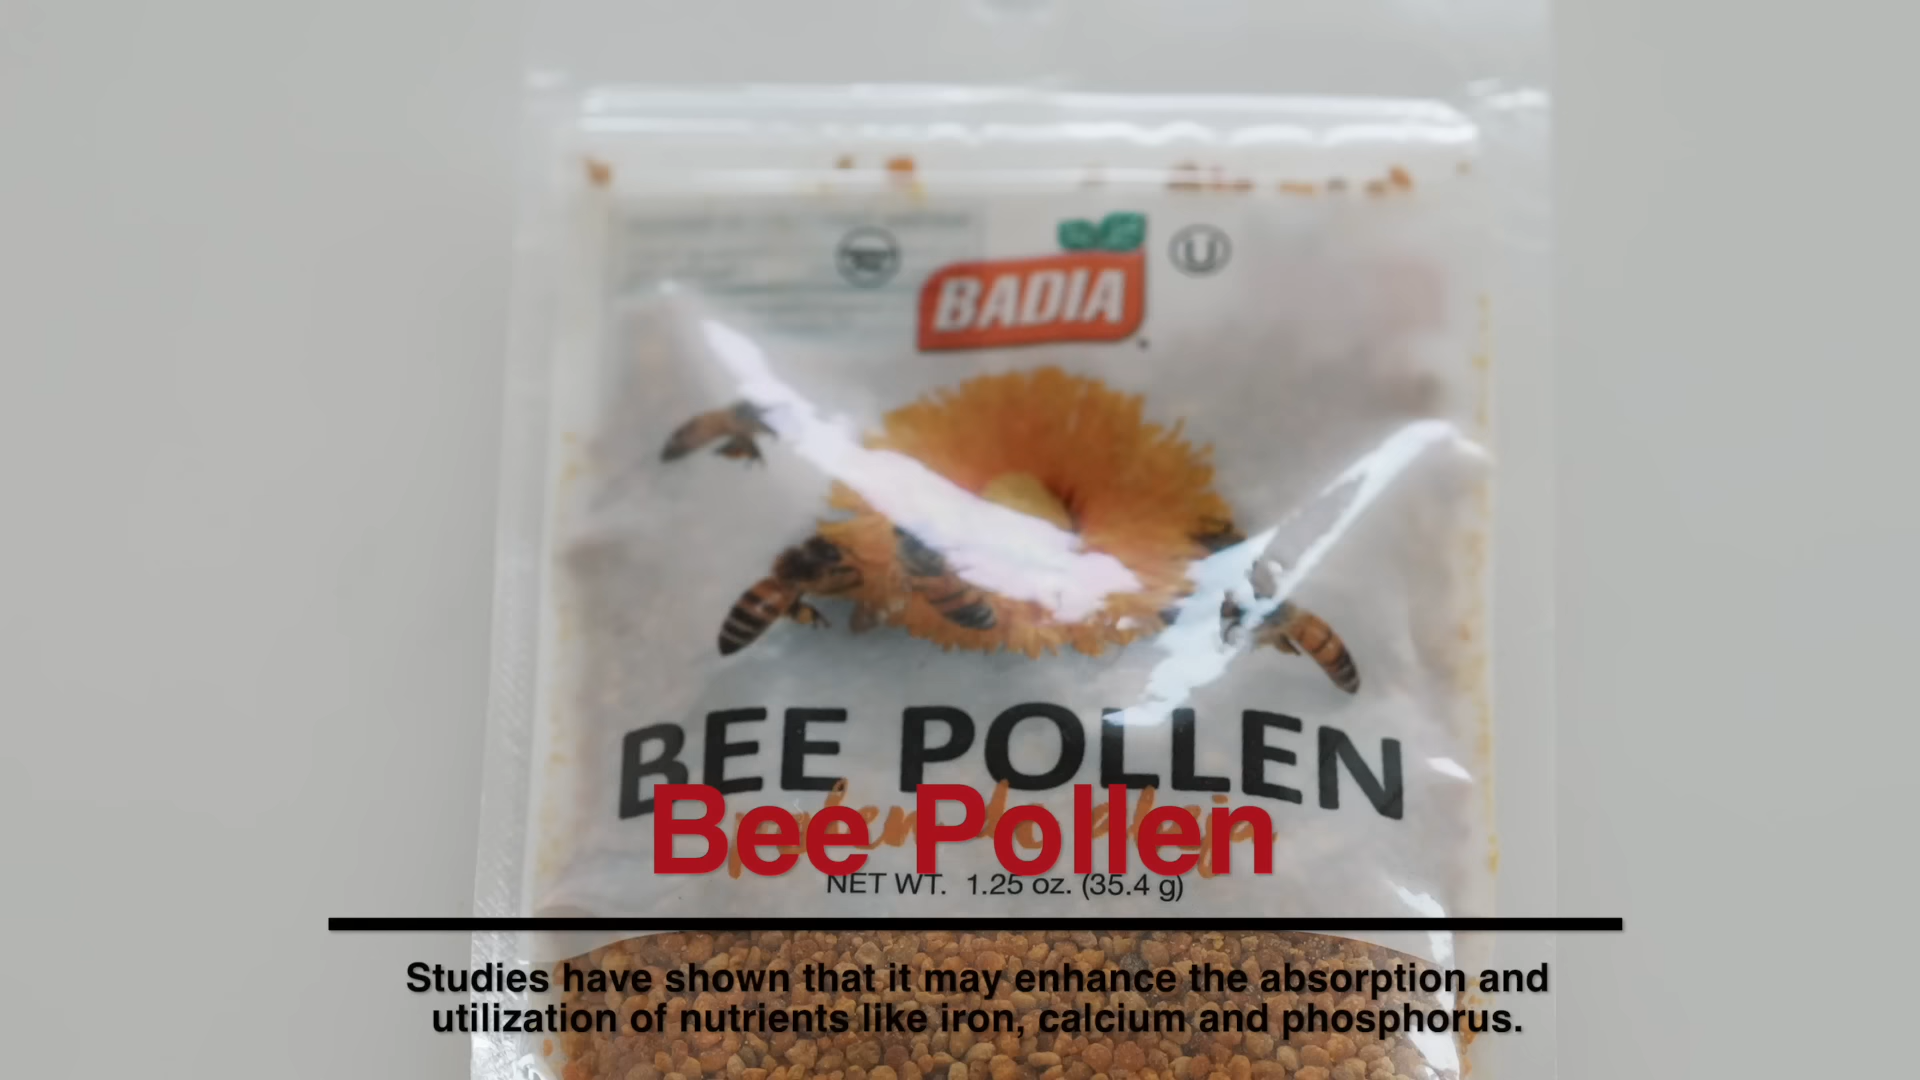 BADIA
U
BEE POLLEN
Bee Pollen
NET WT. 1.25 oz. (35.4 g)
Studies have shown that it may enhance the absorption and
utilization of nutrients like iron, calcium and phosphorus.